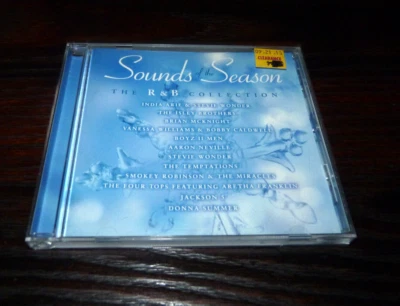 Sounds of the Season
THE R&B COLLECTION
INDIA.ARIE & STEVIE WONDER
THE ISLEY BROTHERS
BRIAN MCKNIGHT
VANESSA WILLIAMS & BOBBY CALDWELL
BOYZ II MEN
AARON NEVILLE
STEVIE WONDER
THE TEMPTATIONS
SMOKEY ROBINSON & THE MIRACLES
THE FOUR TOPS FEATURING ARETHA FRANKLIN
JACKSON 5
DONNA SUMMER